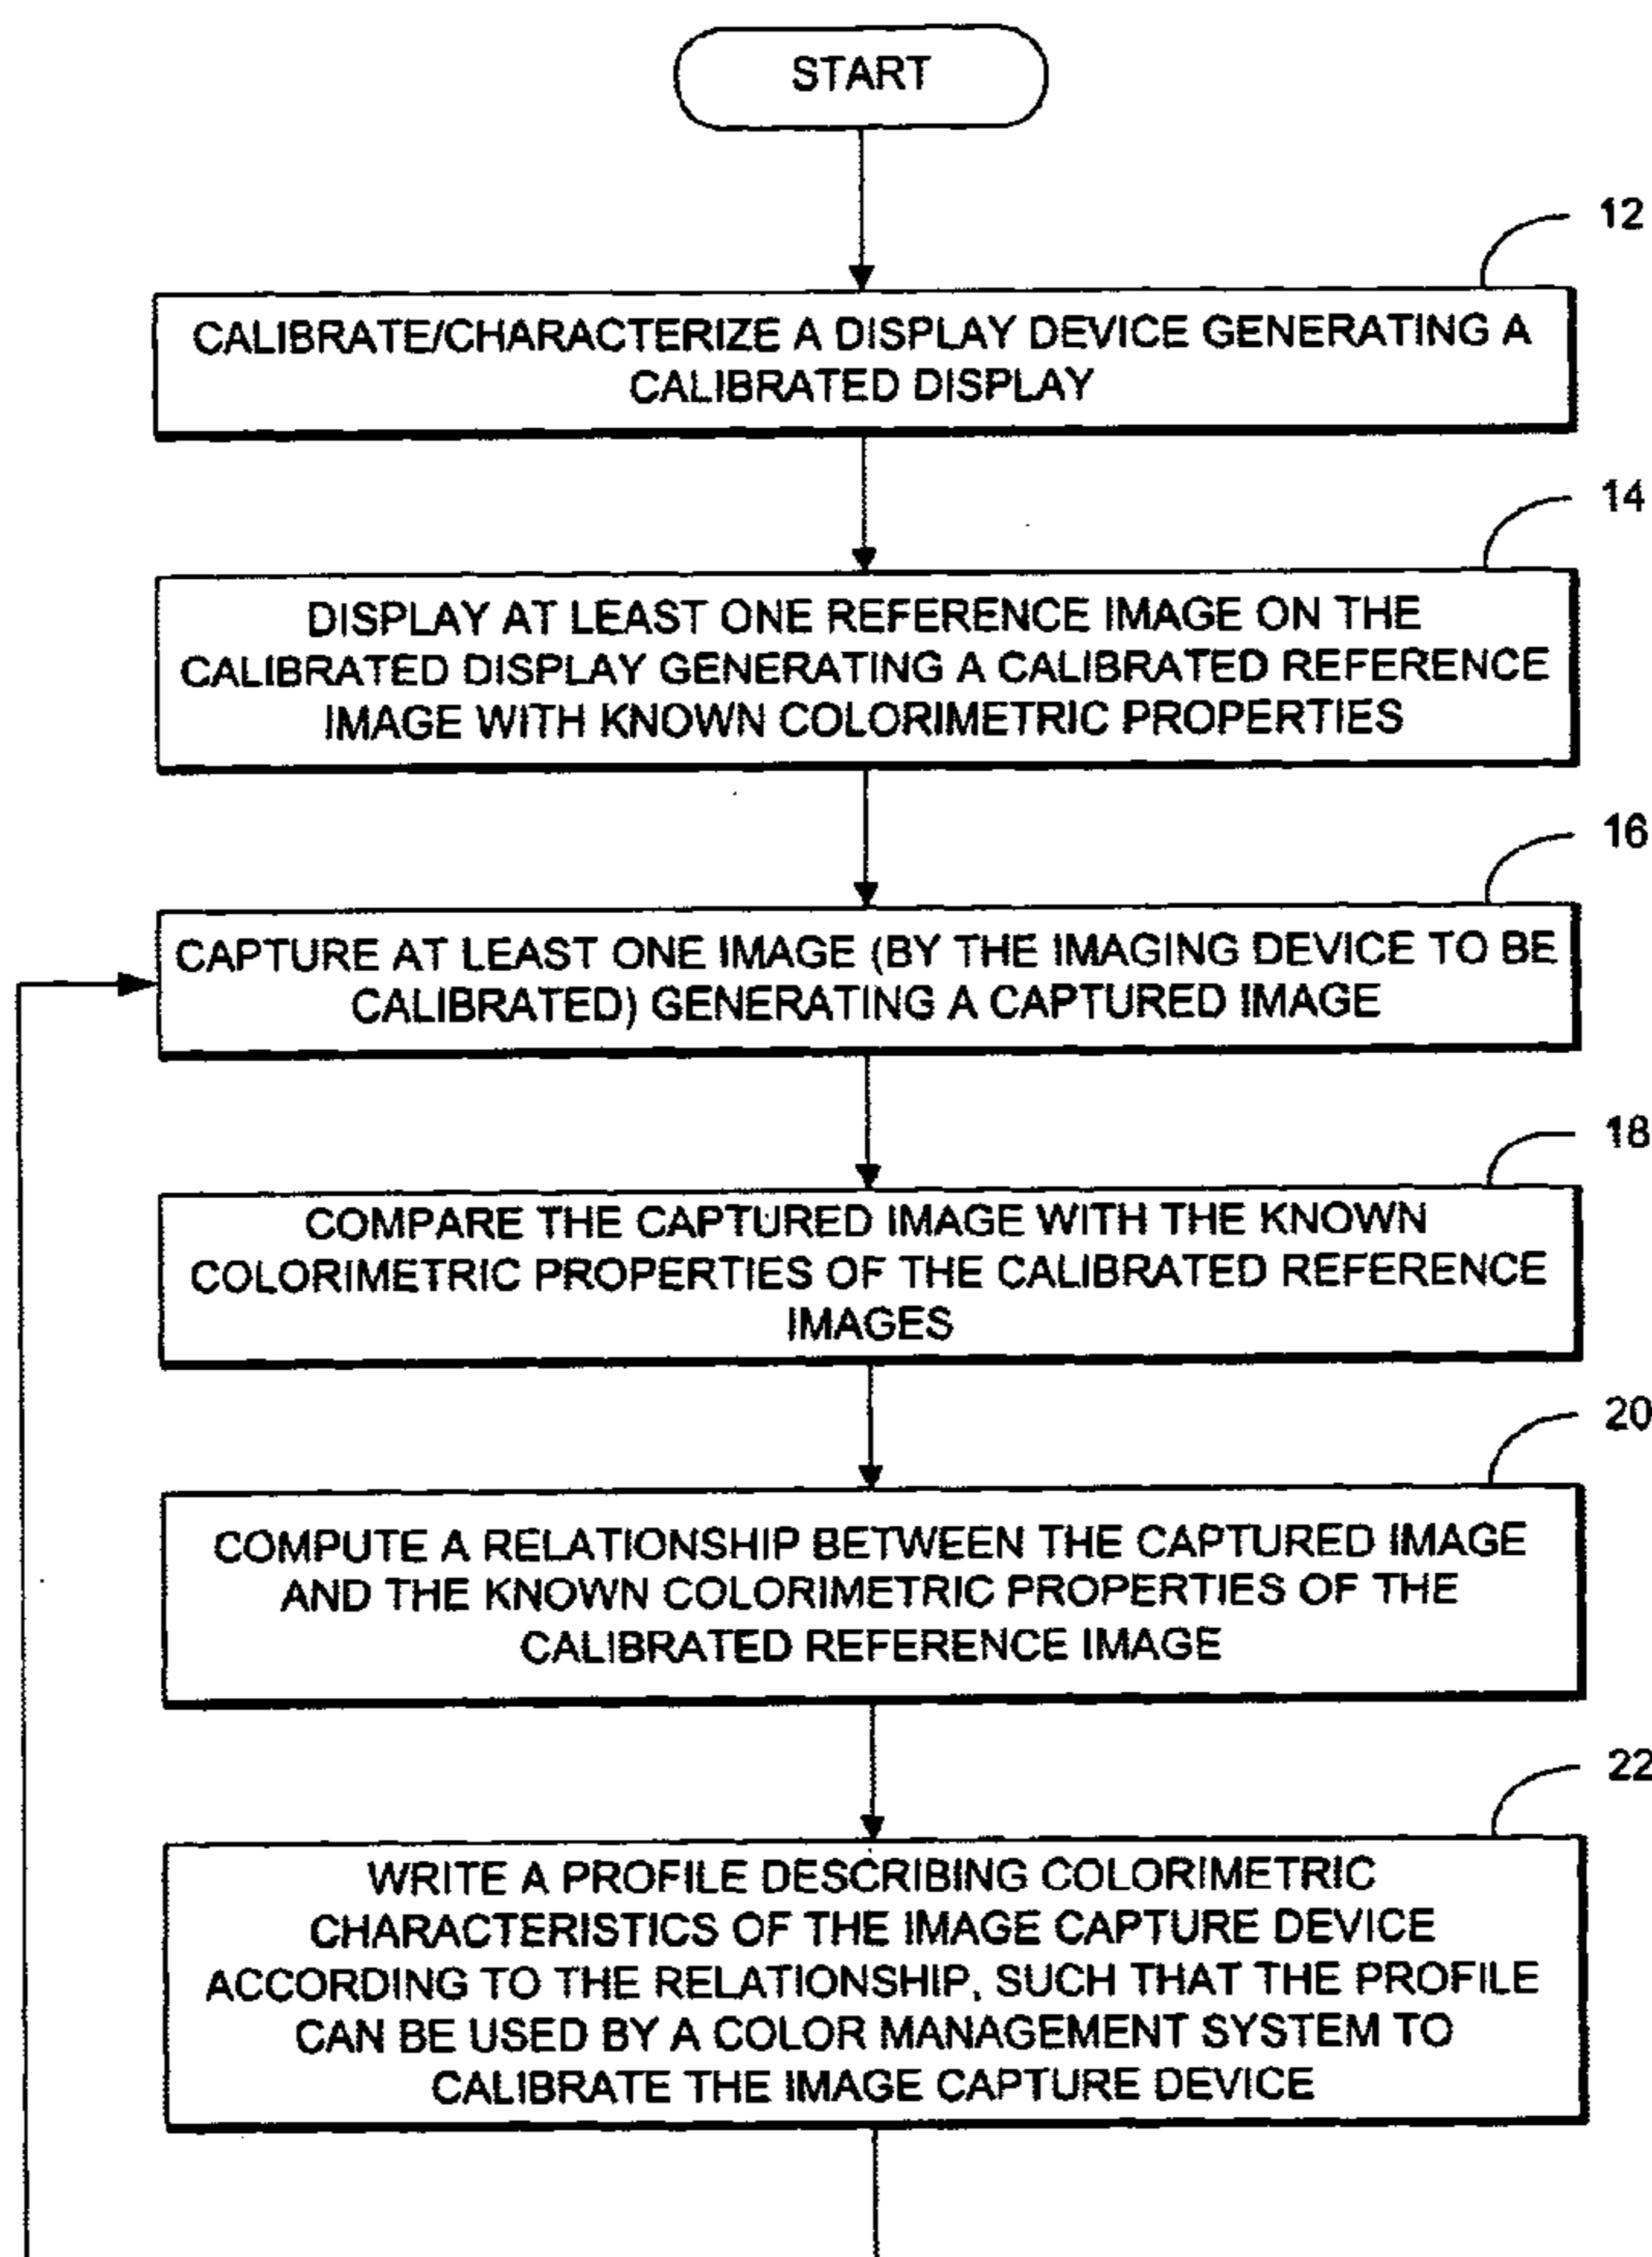 START
12
CALIBRATE/CHARACTERIZE A DISPLAY DEVICE GENERATING A
CALIBRATED DISPLAY
14
DISPLAY AT LEAST ONE REFERENCE IMAGE ON THE
CALIBRATED DISPLAY GENERATING A CALIBRATED REFERENCE
IMAGE WITH KNOWN COLORIMETRIC PROPERTIES
16
CAPTURE AT LEAST ONE IMAGE (BY THE IMAGING DEVICE TO BE
CALIBRATED) GENERATING A CAPTURED IMAGE
18
COMPARE THE CAPTURED IMAGE WITH THE KNOWN
COLORIMETRIC PROPERTIES OF THE CALIBRATED REFERENCE
IMAGES
20
COMPUTE A RELATIONSHIP BETWEEN THE CAPTURED IMAGE
AND THE KNOWN COLORIMETRIC PROPERTIES OF THE
CALIBRATED REFERENCE IMAGE
22
WRITE A PROFILE DESCRIBING COLORIMETRIC
CHARACTERISTICS OF THE IMAGE CAPTURE DEVICE
ACCORDING TO THE RELATIONSHIP, SUCH THAT THE PROFILE
CAN BE USED BY A COLOR MANAGEMENT SYSTEM TO
CALIBRATE THE IMAGE CAPTURE DEVICE